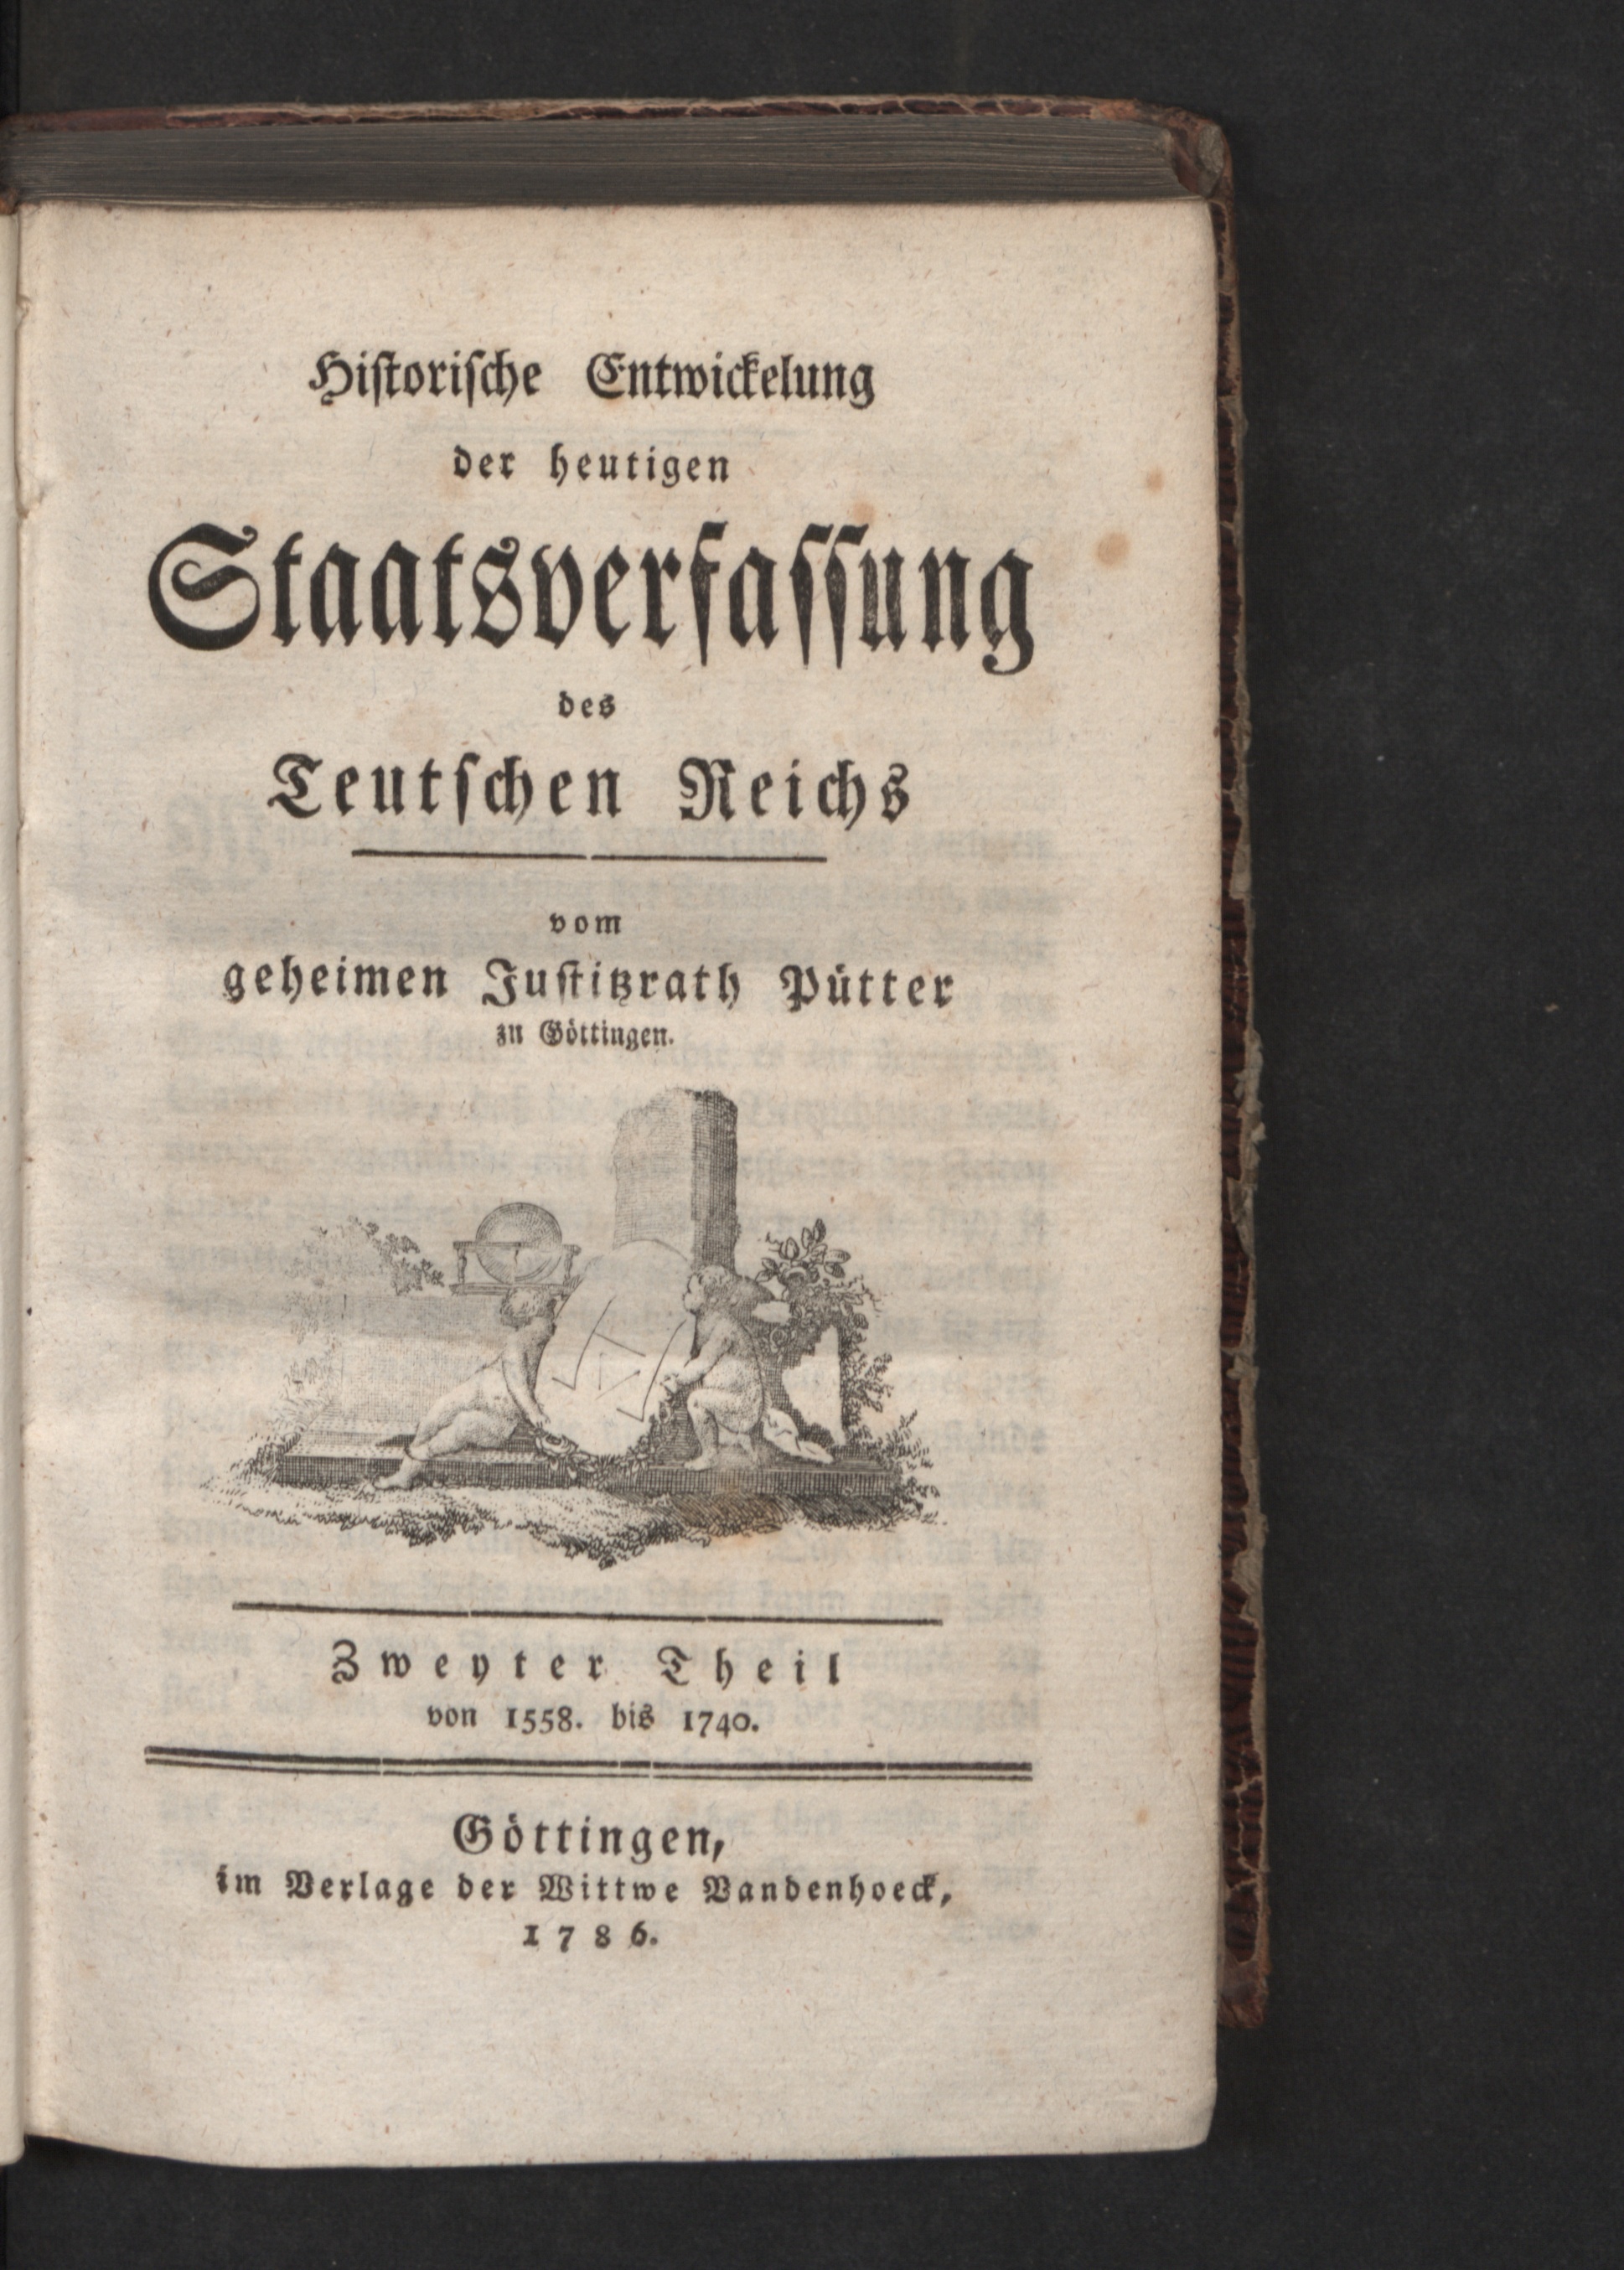 Hiſtoriſche Entwickelung
der heutigen
Staatsverfaſſung
des
Teutſchen Reichs
vom
geheimen Juſtitzrath Pütter
zu Göttingen.
Zweyter Theil
von 1558. bis 1740.
Göttingen,
im Verlage der Wittwe Vandenhoeck,
1786.